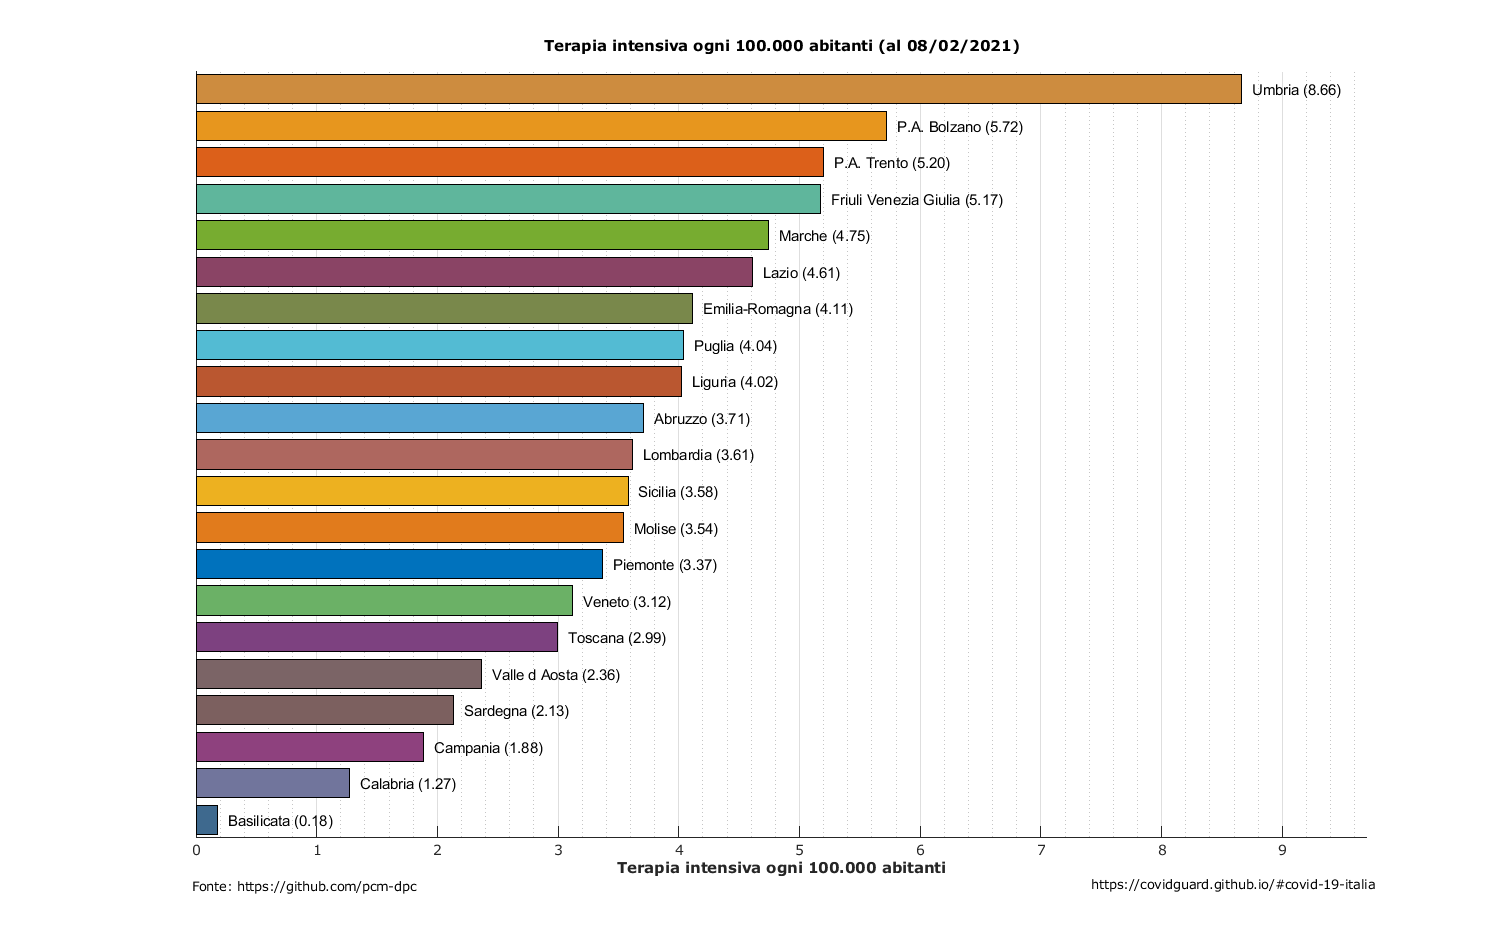 Terapia intensiva ogni 100.000 abitanti (al 08/02/2021)
Umbria (8.66)
P.A. Bolzano (5.72)
P.A. Trento (5.20)
Friuli Venezia Giulia (5.17)
Marche (4.75)
Lazio (4.61)
Emilia-Romagna (4.11)
Puglia (4.04)
Liguria (4.02)
Abruzzo (3.71)
Lombardia (3.61)
Sicilia (3.58)
Molise (3.54)
Piemonte (3.37)
Veneto (3.12)
Toscana (2.99)
Valle d Aosta (2.36)
Sardegna (2.13)
Campania (1.88)
Calabria (1.27)
Basilicata (0.18)
0 1 2 3 4 5 6 7 8 9
Terapia intensiva ogni 100.000 abitanti
Fonte: https://github.com/pcm-dpc
https://covidguard.github.io/#covid-19-italia